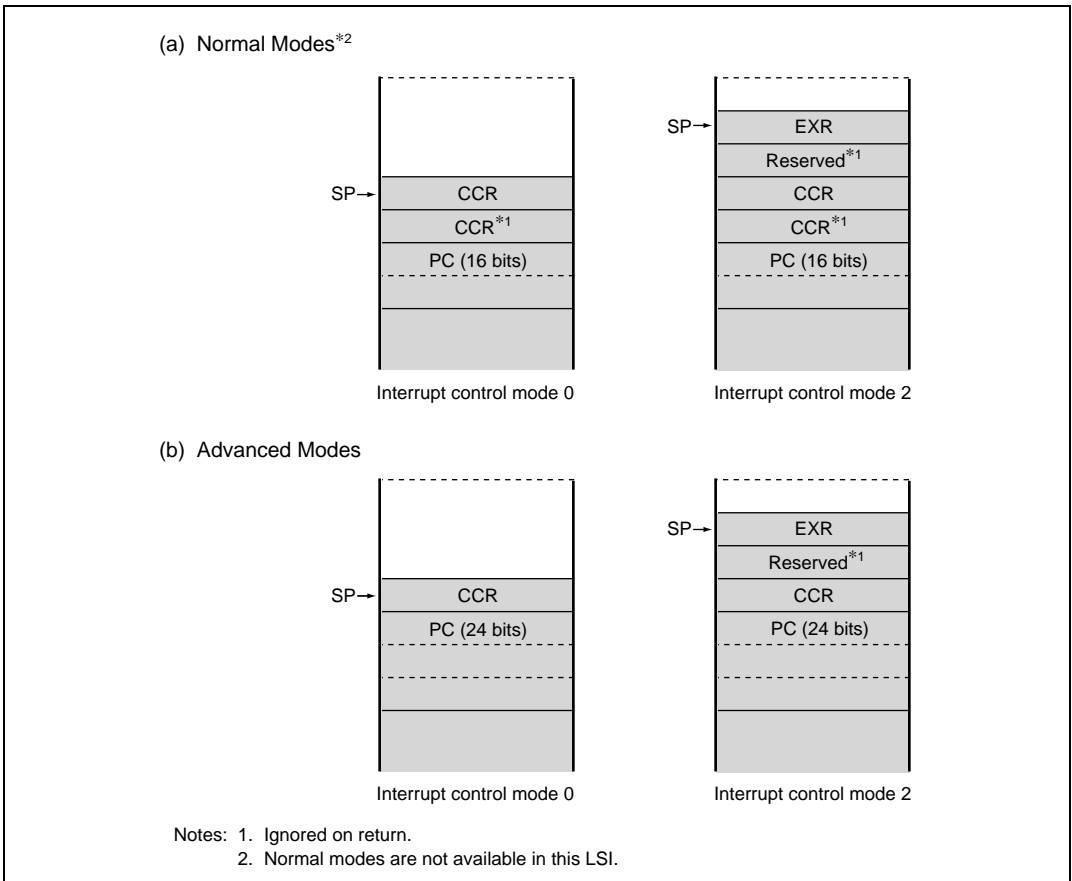 (a) Normal Modes*2
SP→ CCR
CCR*1
PC (16 bits)
Interrupt control mode 0
SP→ EXR
Reserved*1
CCR
CCR*1
PC (16 bits)
Interrupt control mode 2
(b) Advanced Modes
SP→ CCR
PC (24 bits)
Interrupt control mode 0
SP→ EXR
Reserved*1
CCR
PC (24 bits)
Interrupt control mode 2
Notes: 1. Ignored on return.
2. Normal modes are not available in this LSI.